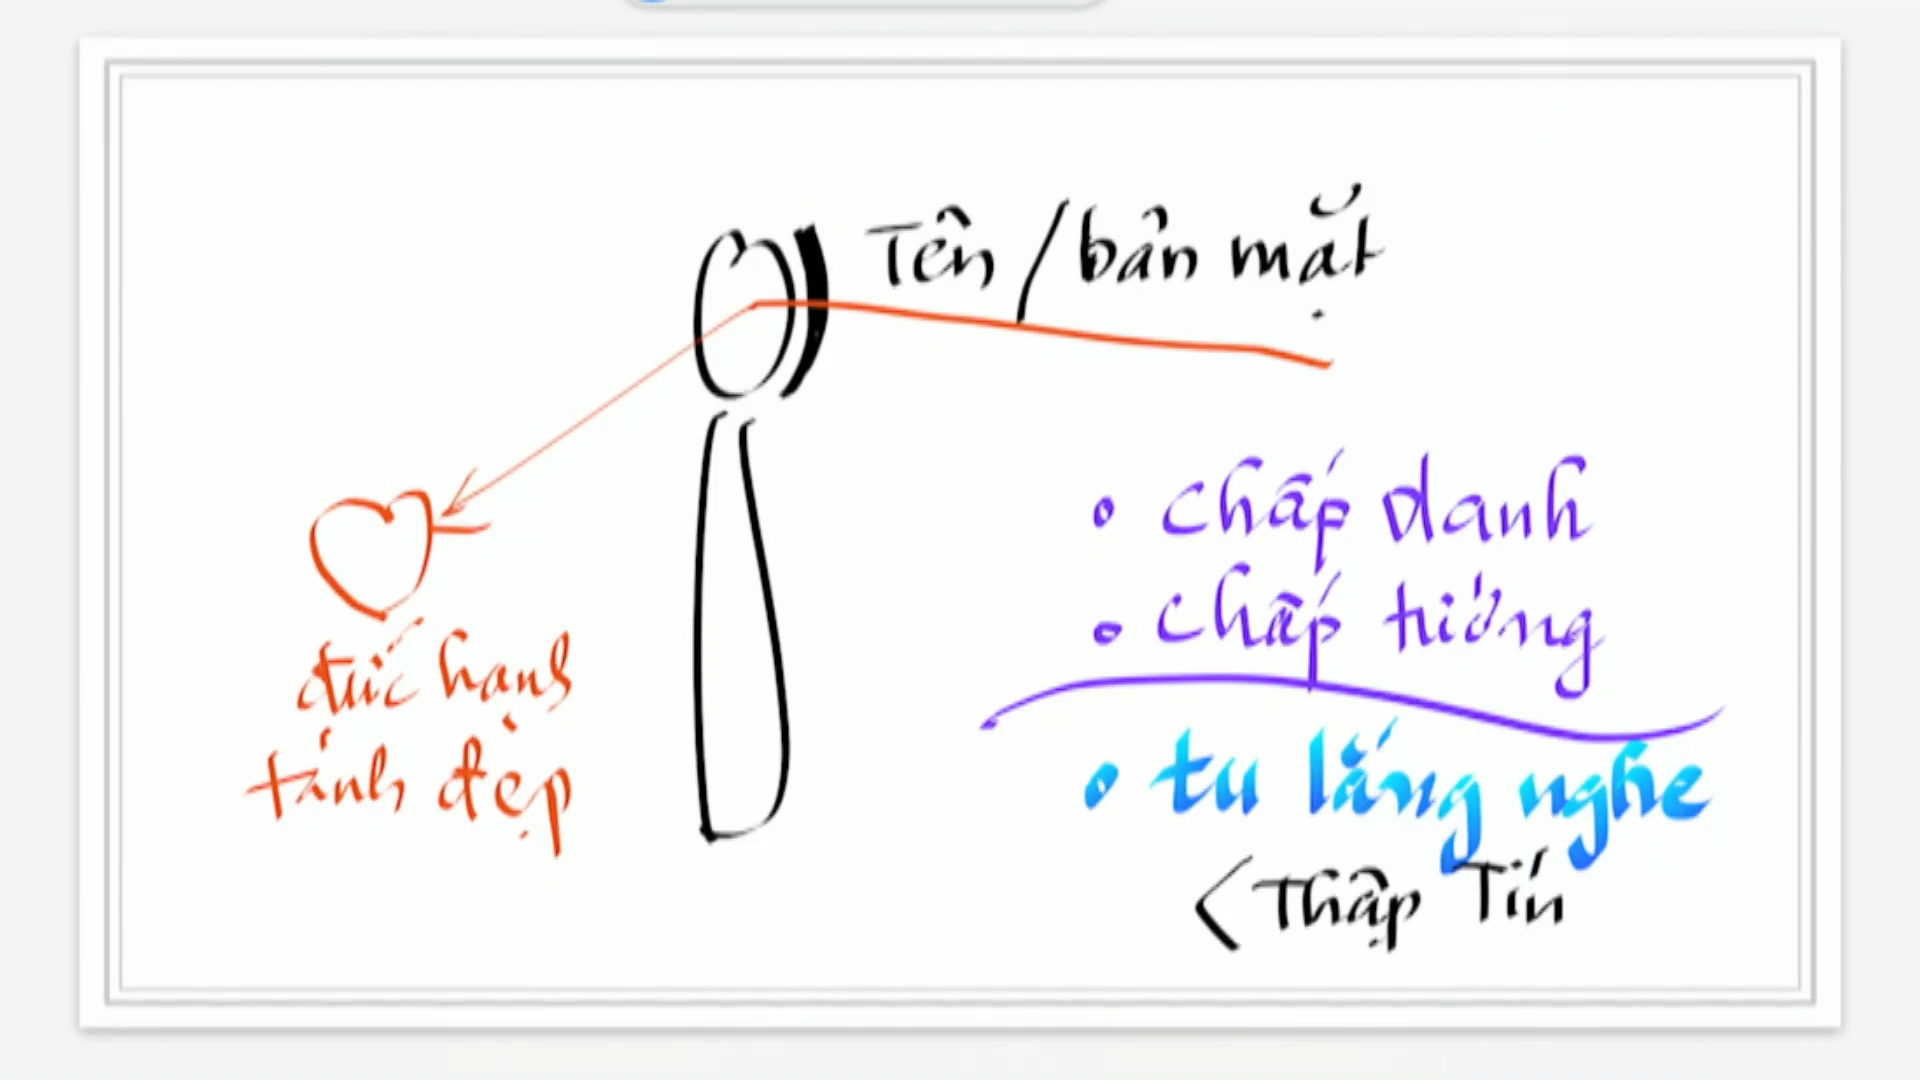 Tên / bản mặt
• chấp danh
• chấp tướng
đức hạnh
tánh đẹp
• tu lắng nghe
< Thập Tín